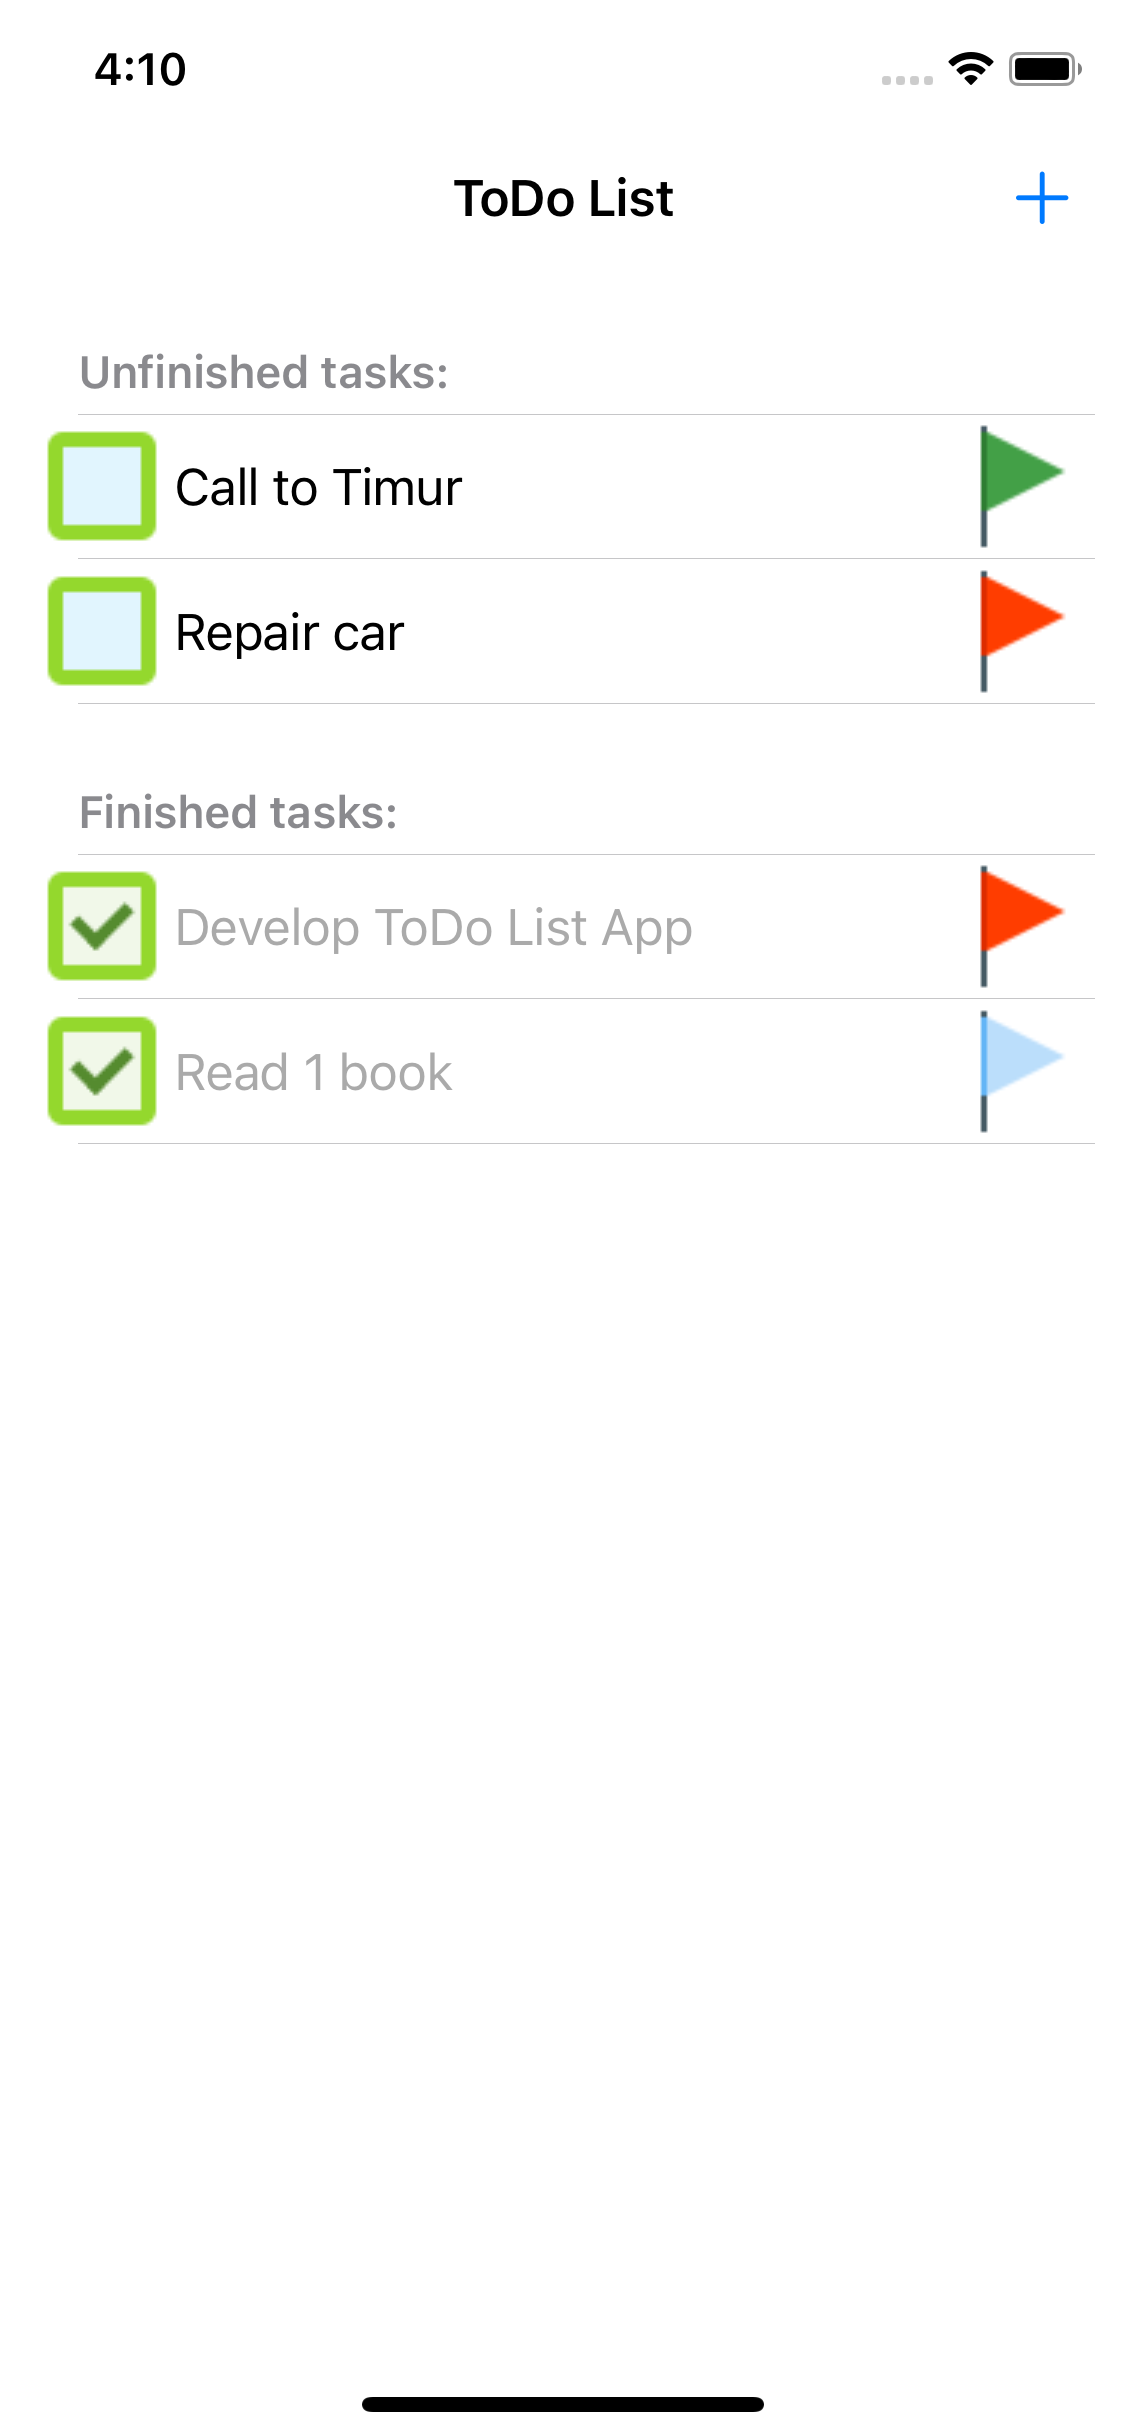 4:10
ToDo List
Unfinished tasks:
Call to Timur
Repair car
Finished tasks:
Develop ToDo List App
Read 1 book